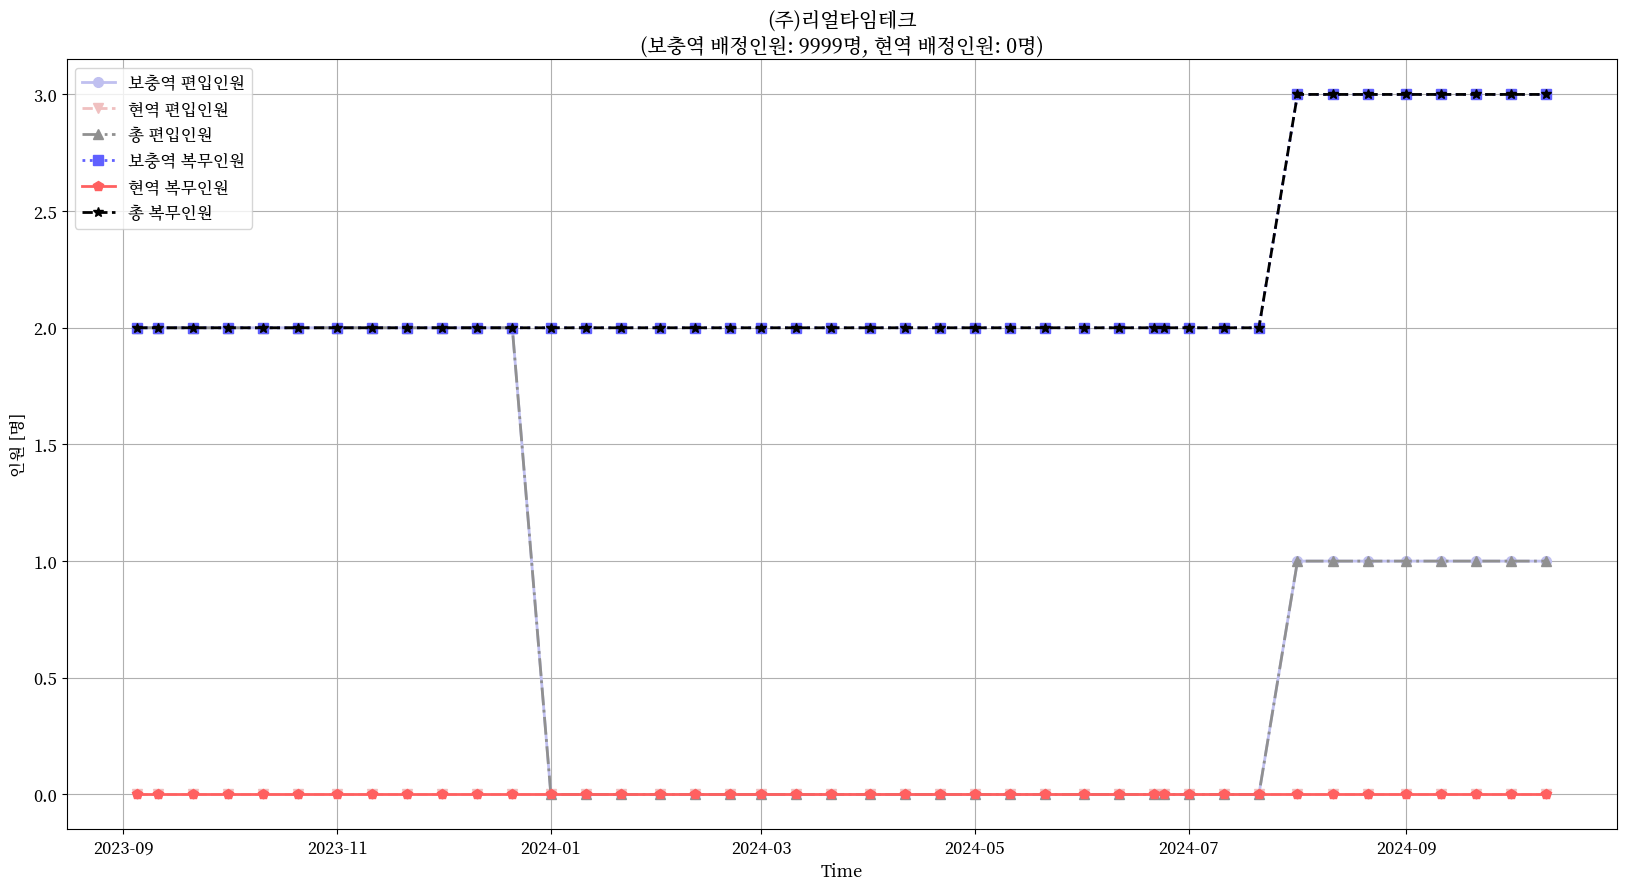 (주)리얼타임테크
(보충역 배정인원: 9999명, 현역 배정인원: 0명)
보충역 편입인원
현역 편입인원
총 편입인원
보충역 복무인원
현역 복무인원
총 복무인원
3.0
2.5
2.0
1.5
1.0
0.5
0.0
인원 [명]
2023-09
2023-11
2024-01
2024-03
2024-05
2024-07
2024-09
Time